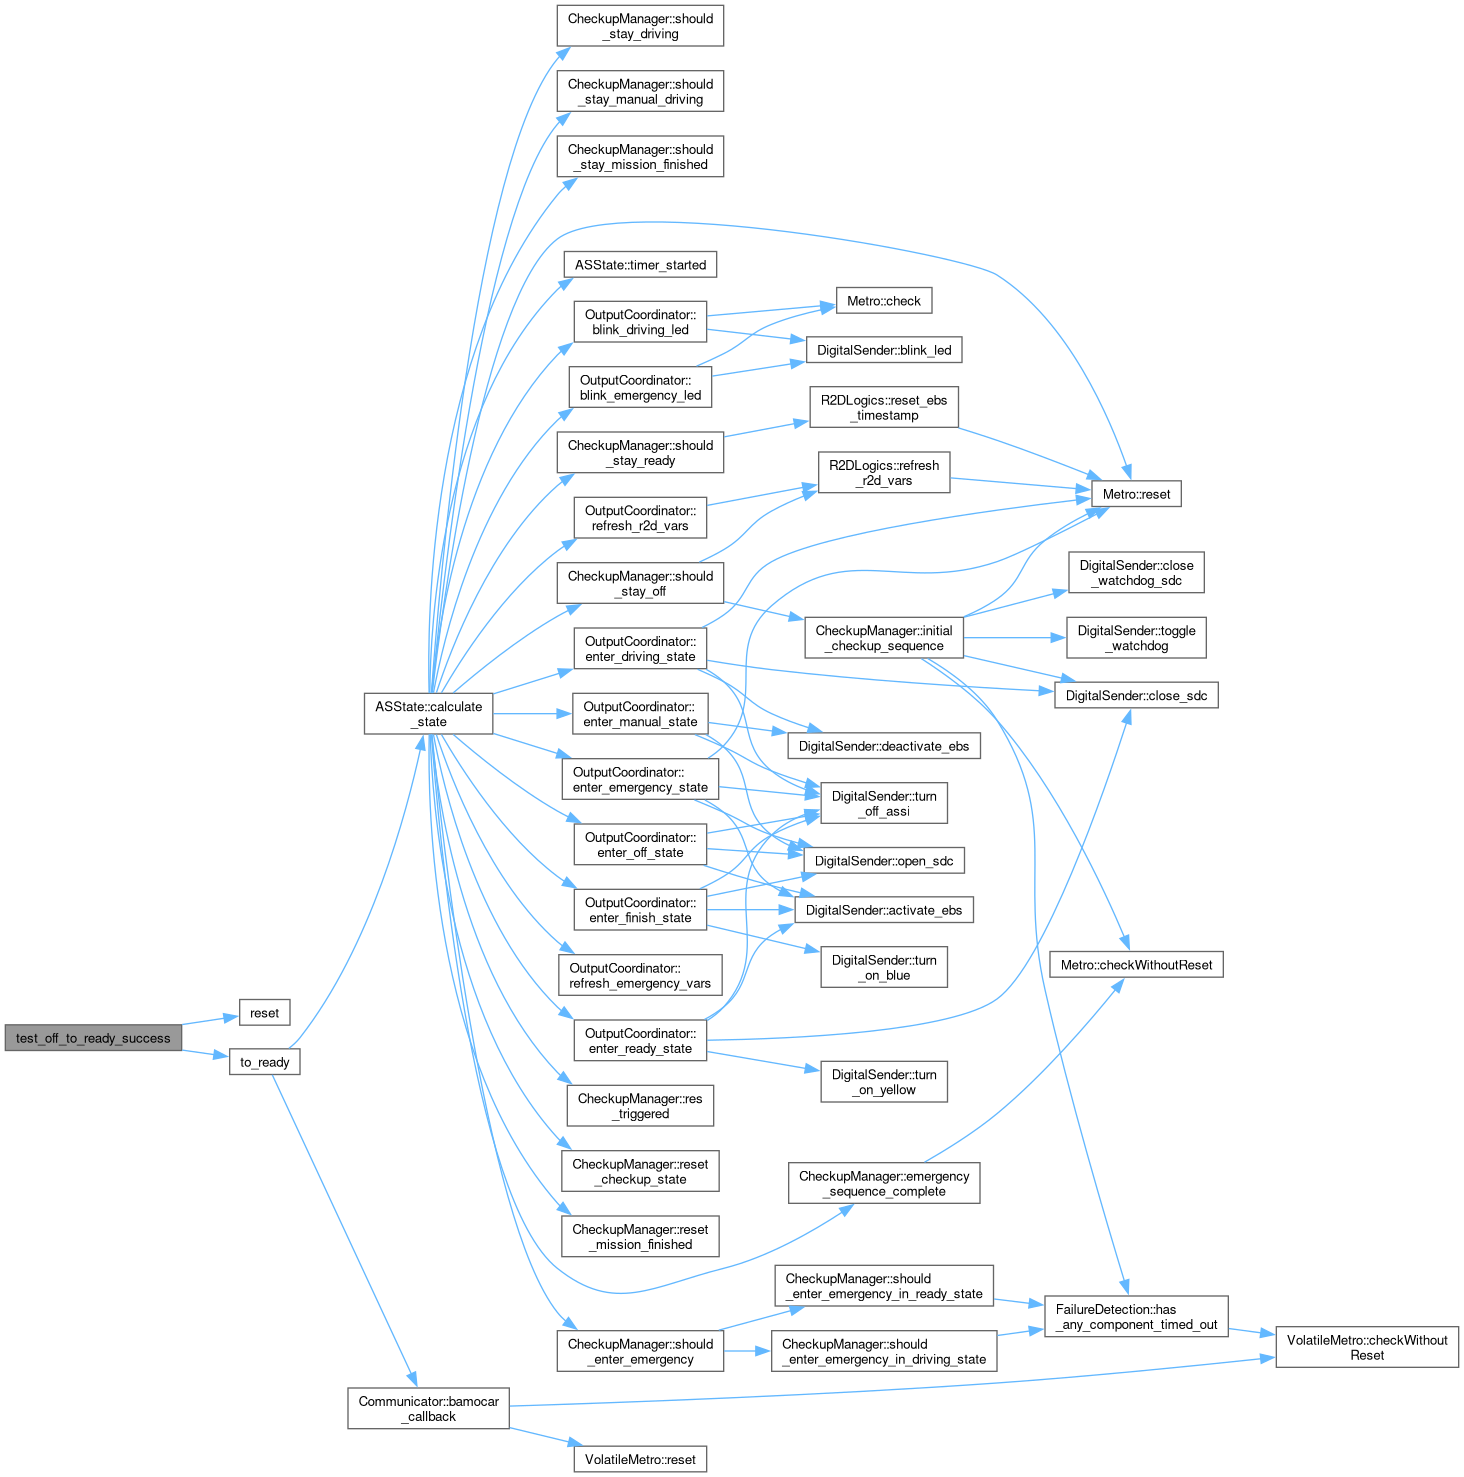 CheckupManager::should
_stay_driving
CheckupManager::should
_stay_manual_driving
CheckupManager::should
_stay_mission_finished
ASState::timer_started
OutputCoordinator::
blink_driving_led
Metro::check
DigitalSender::blink_led
OutputCoordinator::
blink_emergency_led
R2DLogics::reset_ebs
_timestamp
CheckupManager::should
_stay_ready
R2DLogics::refresh
_r2d_vars
Metro::reset
OutputCoordinator::
refresh_r2d_vars
CheckupManager::should
_stay_off
DigitalSender::close
_watchdog_sdc
CheckupManager::initial
_checkup_sequence
DigitalSender::toggle
_watchdog
OutputCoordinator::
enter_driving_state
DigitalSender::close_sdc
ASState::calculate
_state
OutputCoordinator::
enter_manual_state
DigitalSender::deactivate_ebs
OutputCoordinator::
enter_emergency_state
DigitalSender::turn
_off_assi
OutputCoordinator::
enter_off_state
DigitalSender::open_sdc
OutputCoordinator::
enter_finish_state
DigitalSender::activate_ebs
DigitalSender::turn
_on_blue
Metro::checkWithoutReset
OutputCoordinator::
refresh_emergency_vars
reset
test_off_to_ready_success
to_ready
OutputCoordinator::
enter_ready_state
DigitalSender::turn
_on_yellow
CheckupManager::res
_triggered
CheckupManager::reset
_checkup_state
CheckupManager::emergency
_sequence_complete
CheckupManager::reset
_mission_finished
CheckupManager::should
_enter_emergency_in_ready_state
FailureDetection::has
_any_component_timed_out
CheckupManager::should
_enter_emergency
CheckupManager::should
_enter_emergency_in_driving_state
VolatileMetro::checkWithout
Reset
Communicator::bamocar
_callback
VolatileMetro::reset